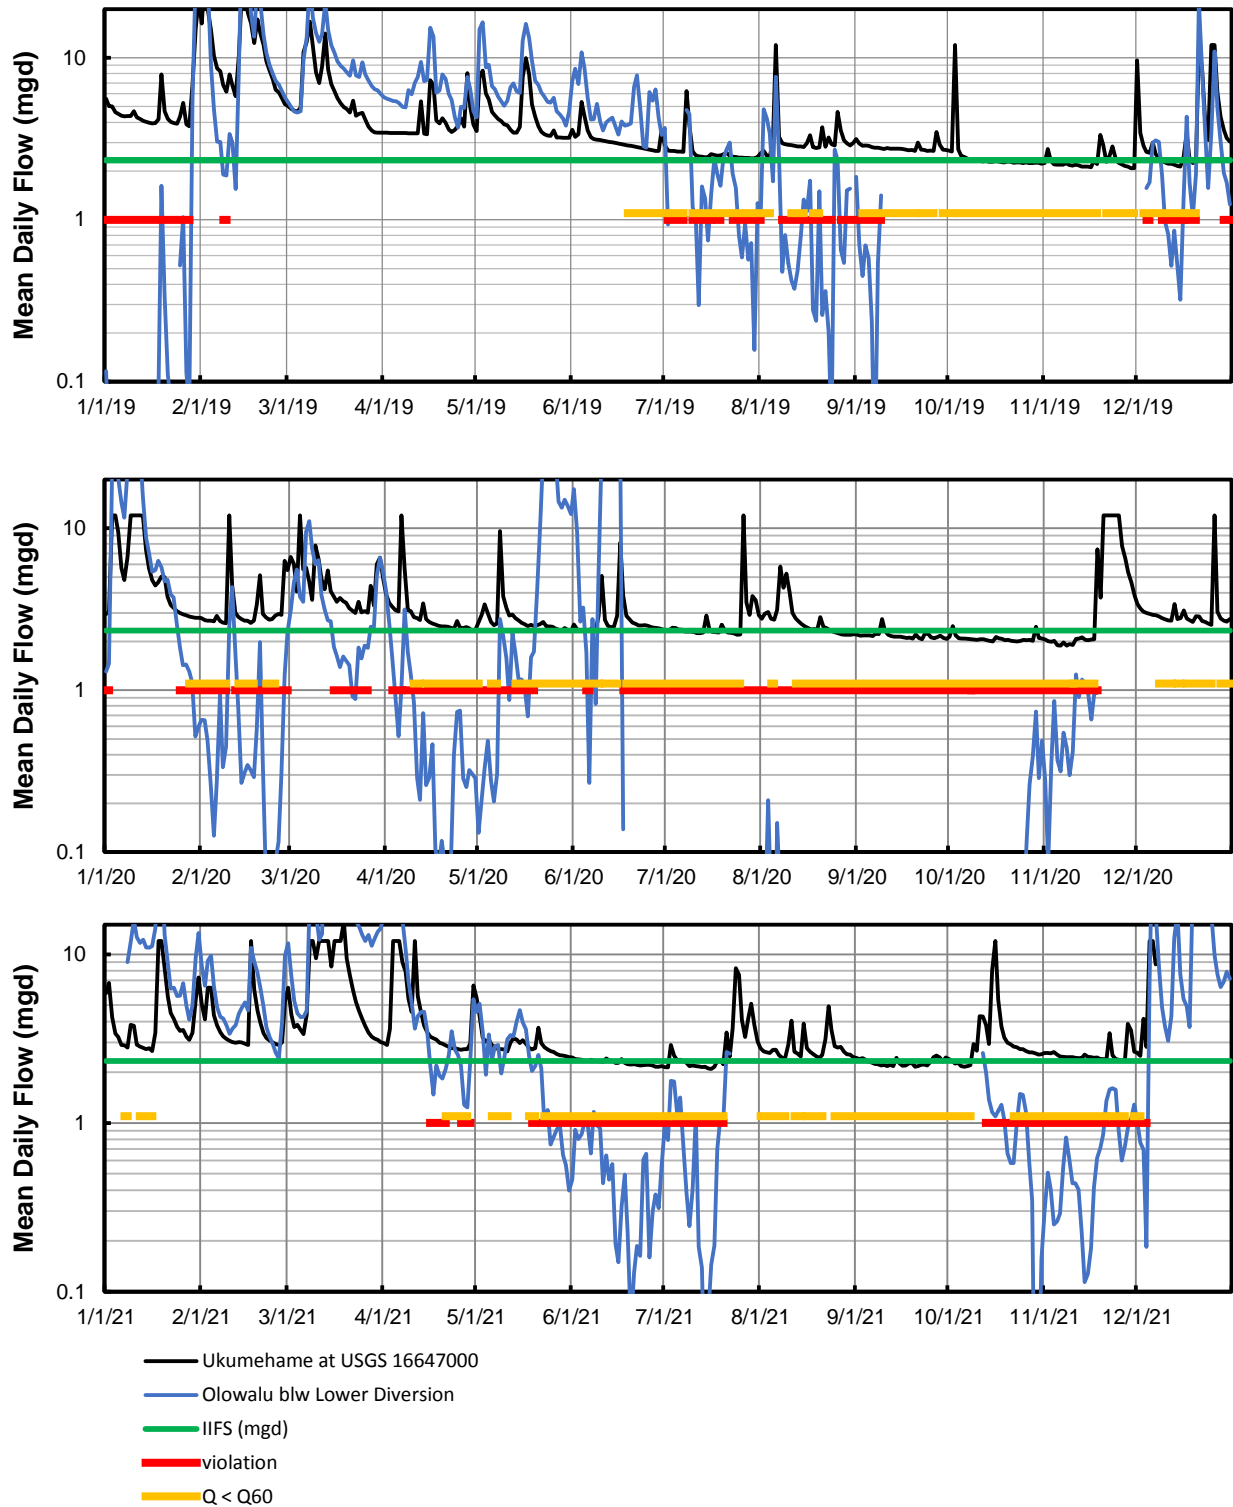 Mean Daily Flow (mgd)
10
1
0.1
1/1/19 2/1/19 3/1/19 4/1/19 5/1/19 6/1/19 7/1/19 8/1/19 9/1/19 10/1/19 11/1/19 12/1/19
Mean Daily Flow (mgd)
10
1
0.1
1/1/20 2/1/20 3/1/20 4/1/20 5/1/20 6/1/20 7/1/20 8/1/20 9/1/20 10/1/20 11/1/20 12/1/20
Mean Daily Flow (mgd)
10
1
0.1
1/1/21 2/1/21 3/1/21 4/1/21 5/1/21 6/1/21 7/1/21 8/1/21 9/1/21 10/1/21 11/1/21 12/1/21
Ukumehame at USGS 16647000
Olowalu blw Lower Diversion
IIFS (mgd)
violation
Q < Q60